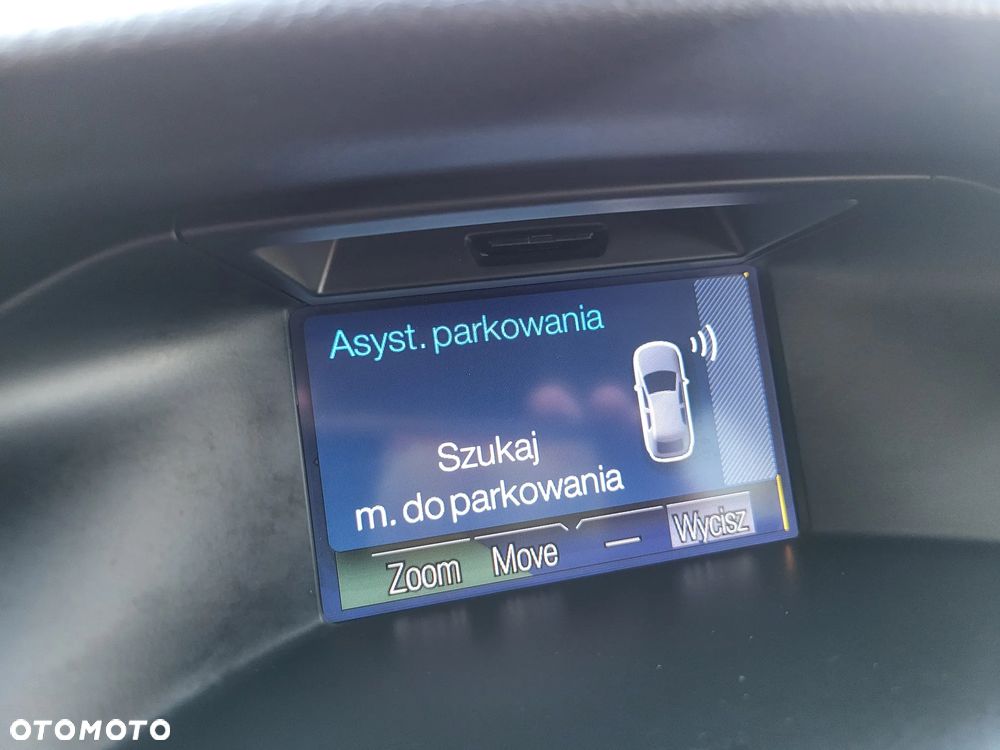 Asyst. parkowania
Szukaj
m. do parkowania
Zoom Move — Wycisz
OTOMOTO